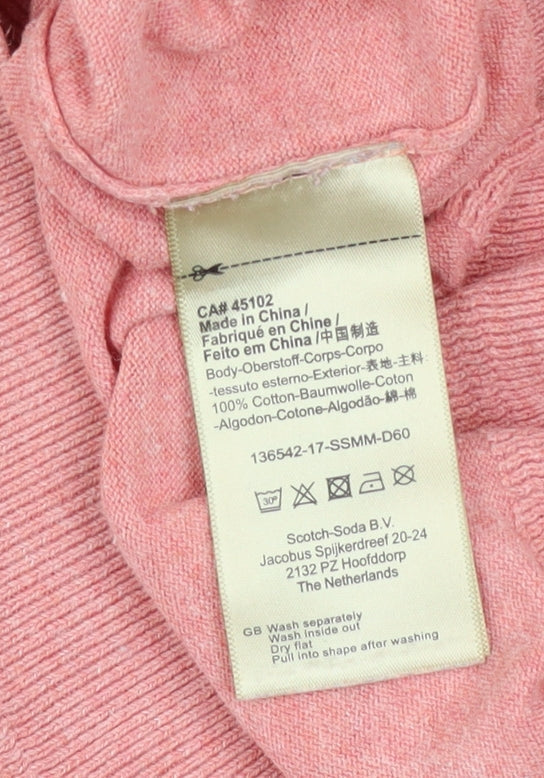 CA# 45102
Made in China /
Fabriqué en Chine /
Feito em China /中国制造
Body-Oberstoff-Corps-Corpo
-tessuto esterno-Exterior-表地-主料
100% Cotton-Baumwolle-Coton
-Algodon-Cotone-Algodão-綿-棉
136542-17-SSMM-D60
30°
Scotch-Soda B.V.
Jacobus Spijkerdreef 20-24
2132 PZ Hoofddorp
The Netherlands
GB Wash separately
Wash inside out
Dry flat
Pull into shape after washing